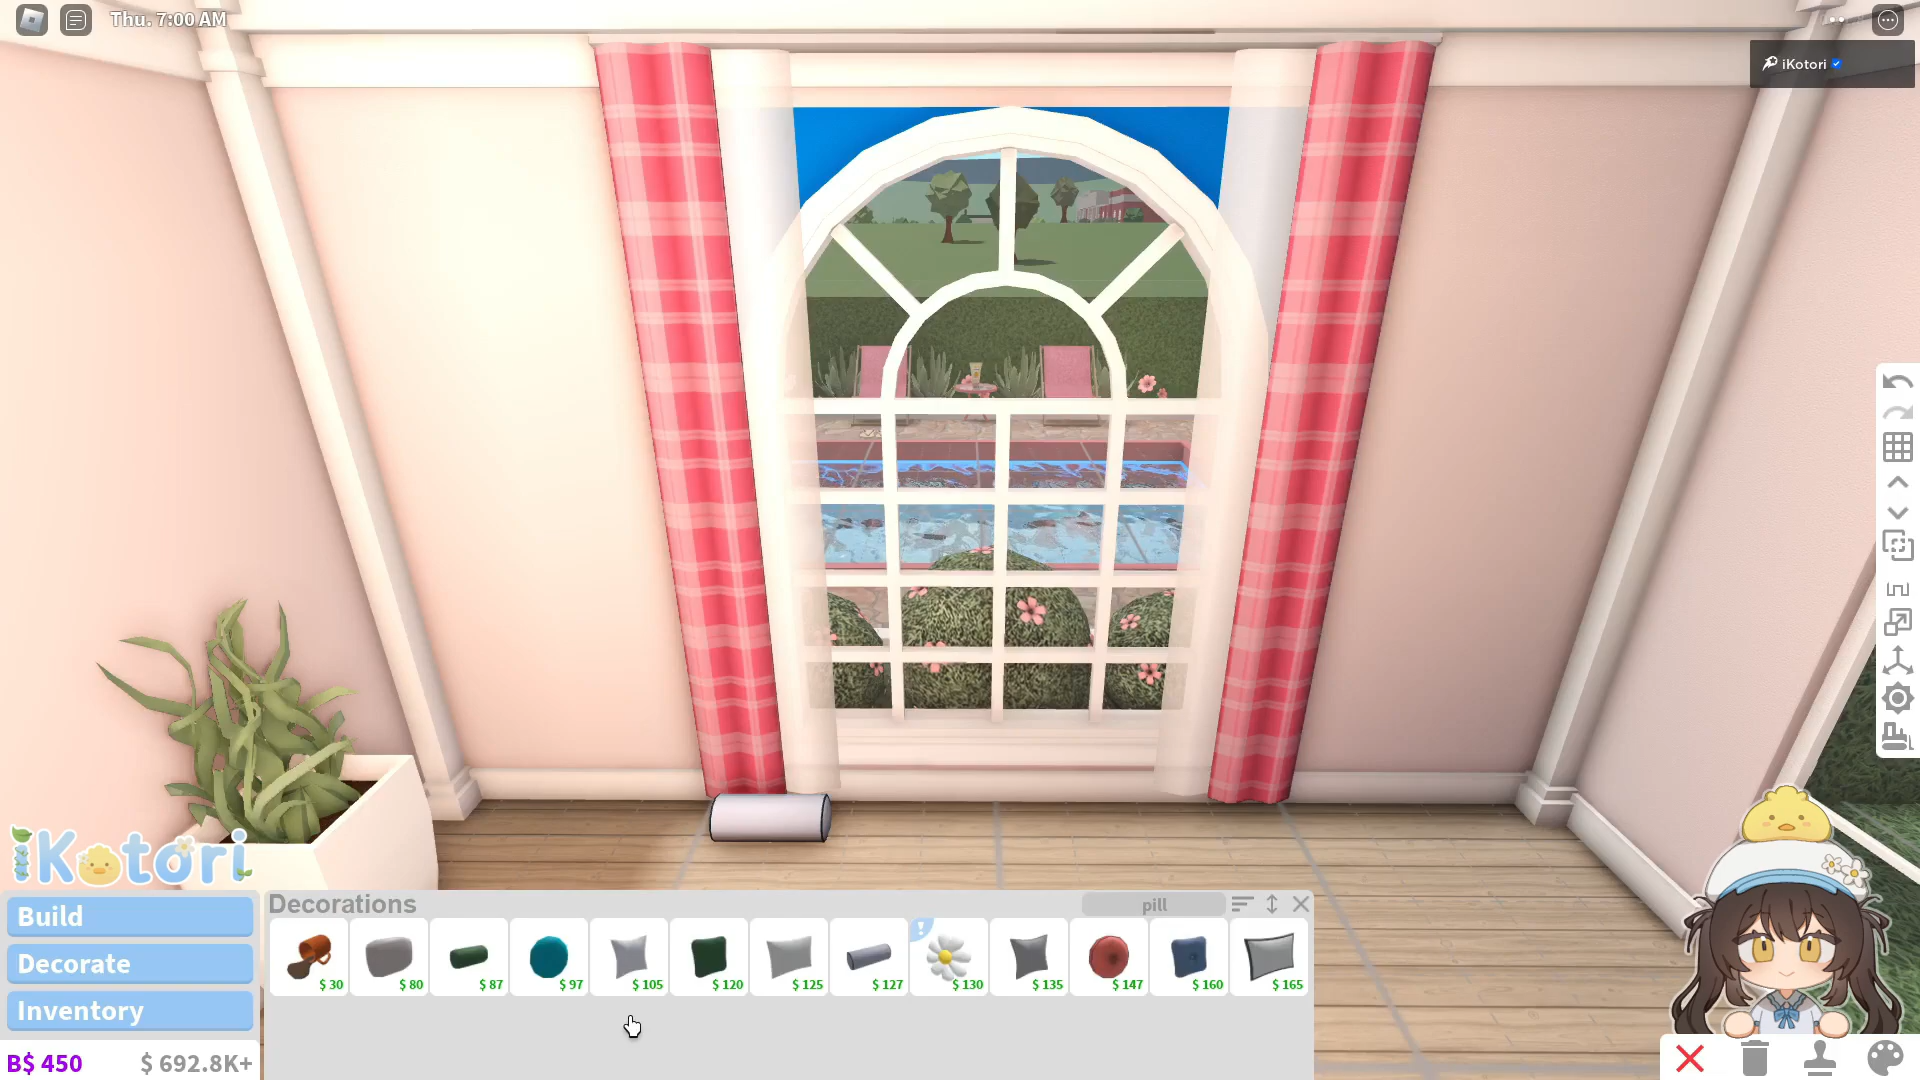 Thu. 7:00 AM
iKotori
iKotori
Build
Decorate
Inventory
B$ 450
$ 692.8K+
Decorations
pill
$ 30
$ 80
$ 87
$ 97
$ 105
$ 120
$ 125
$ 127
!
$ 130
$ 135
$ 147
$ 160
$ 165